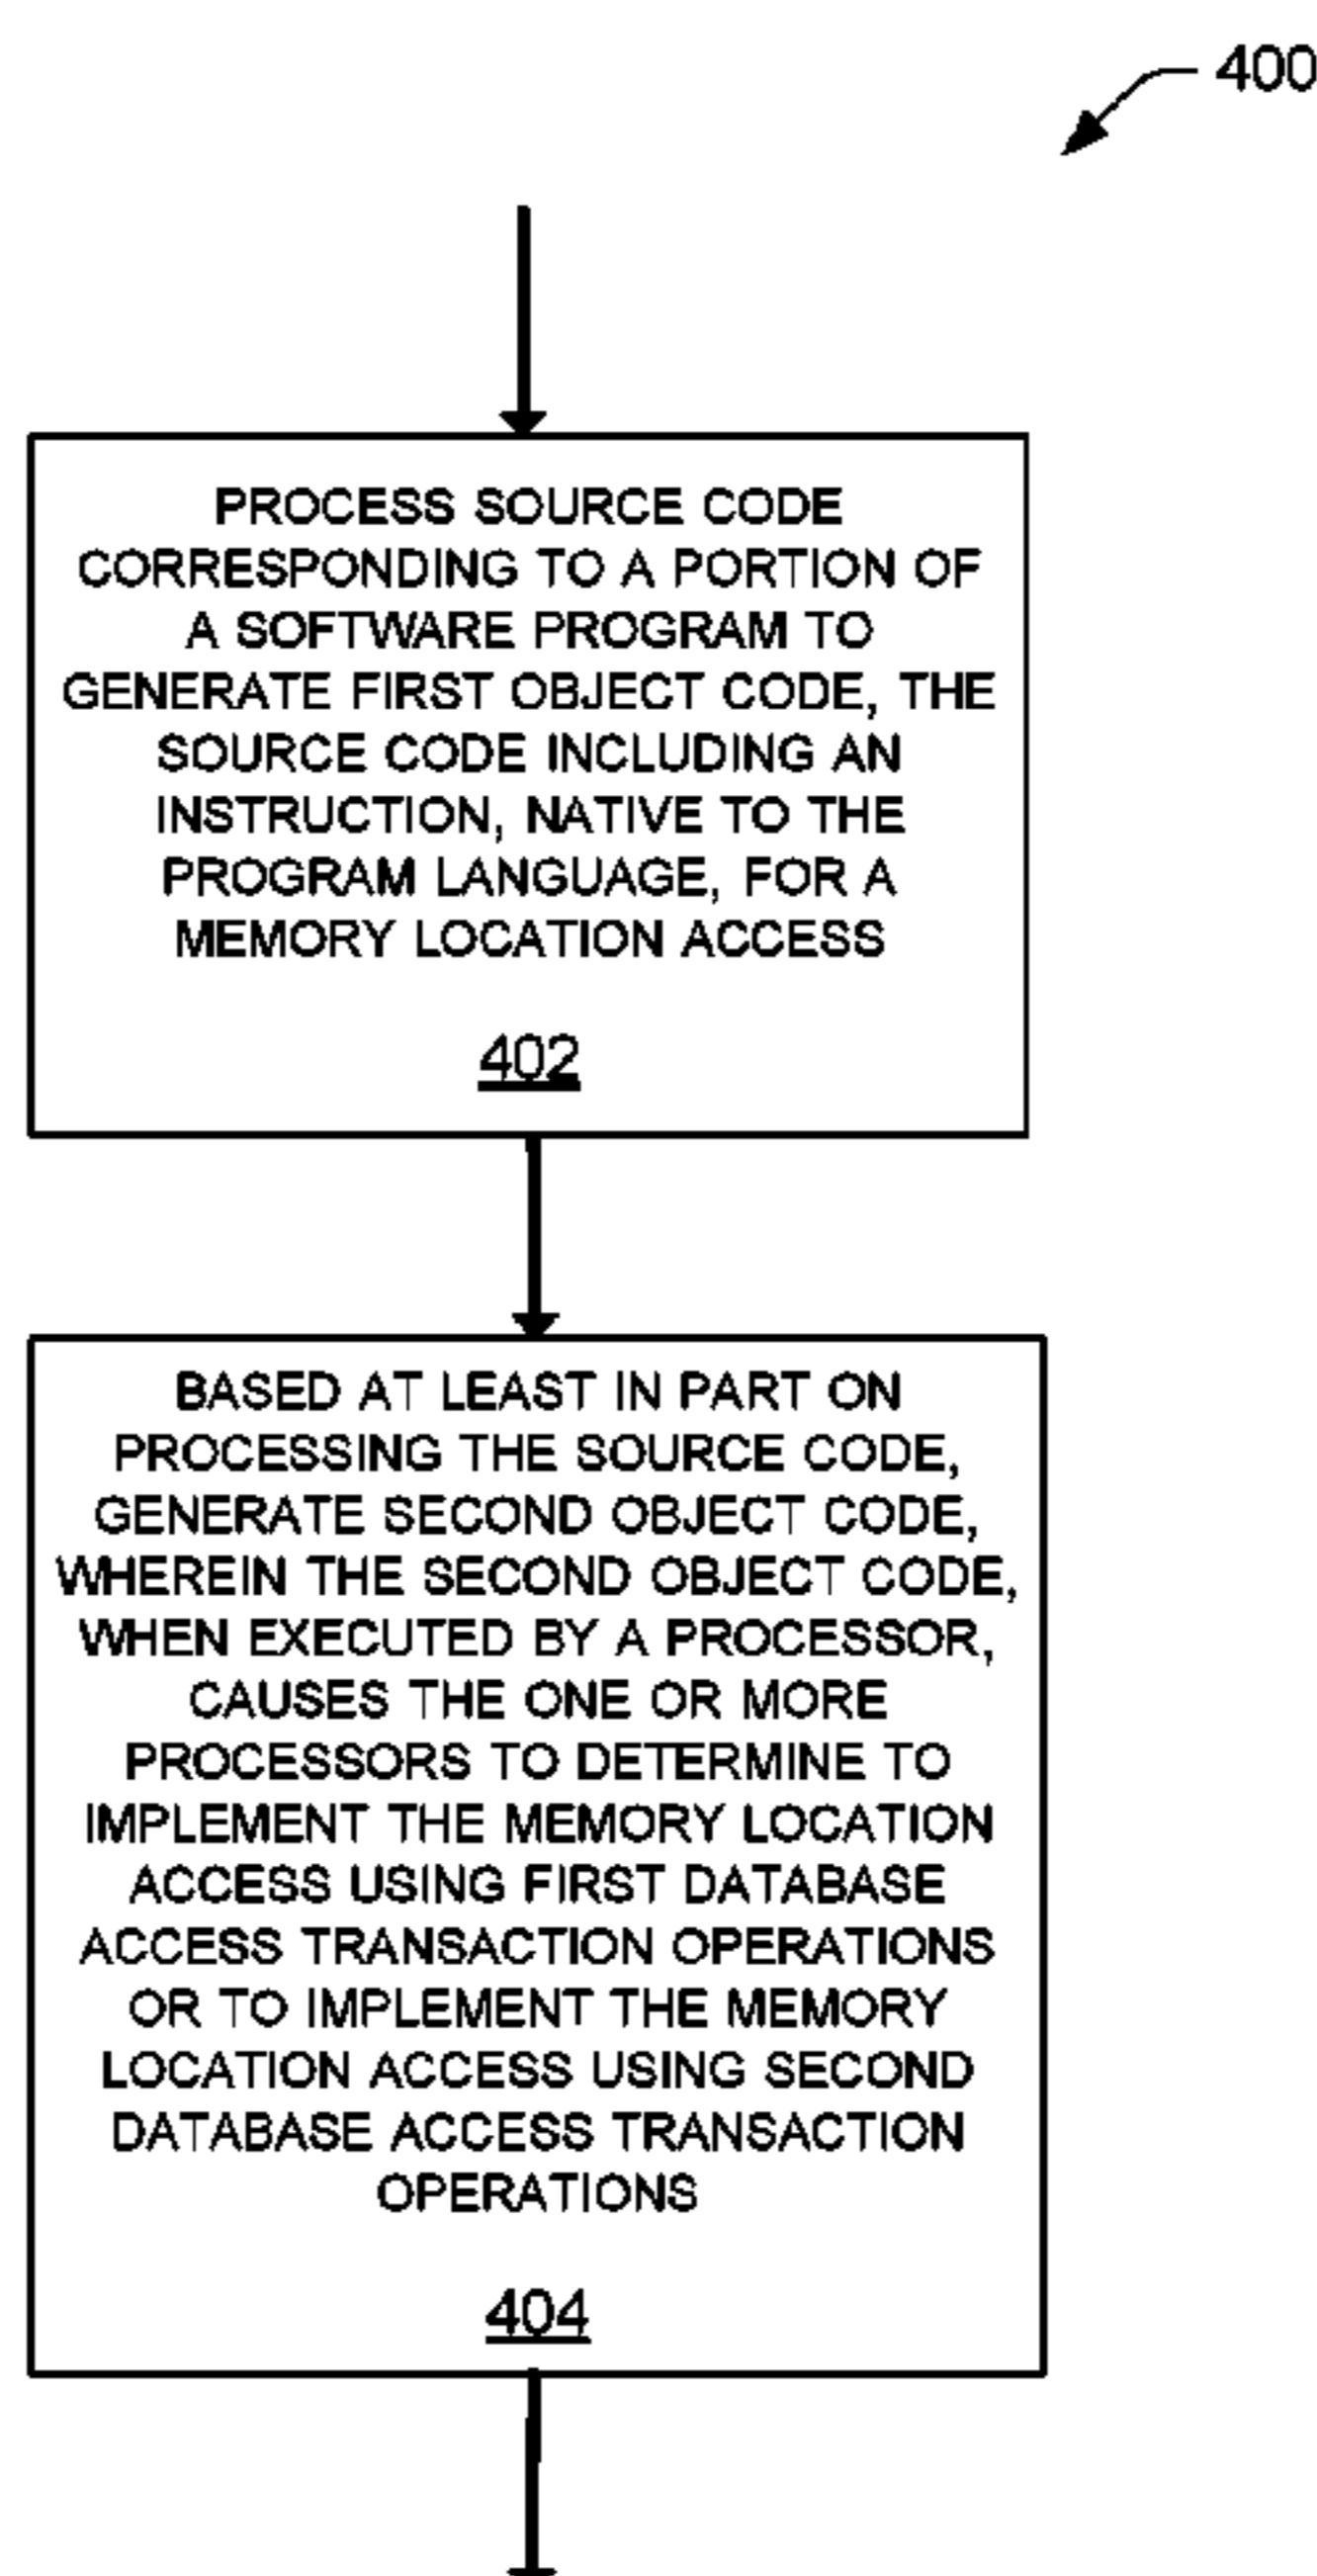 400
PROCESS SOURCE CODE
CORRESPONDING TO A PORTION OF
A SOFTWARE PROGRAM TO
GENERATE FIRST OBJECT CODE, THE
SOURCE CODE INCLUDING AN
INSTRUCTION, NATIVE TO THE
PROGRAM LANGUAGE, FOR A
MEMORY LOCATION ACCESS
402
BASED AT LEAST IN PART ON
PROCESSING THE SOURCE CODE,
GENERATE SECOND OBJECT CODE,
WHEREIN THE SECOND OBJECT CODE,
WHEN EXECUTED BY A PROCESSOR,
CAUSES THE ONE OR MORE
PROCESSORS TO DETERMINE TO
IMPLEMENT THE MEMORY LOCATION
ACCESS USING FIRST DATABASE
ACCESS TRANSACTION OPERATIONS
OR TO IMPLEMENT THE MEMORY
LOCATION ACCESS USING SECOND
DATABASE ACCESS TRANSACTION
OPERATIONS
404